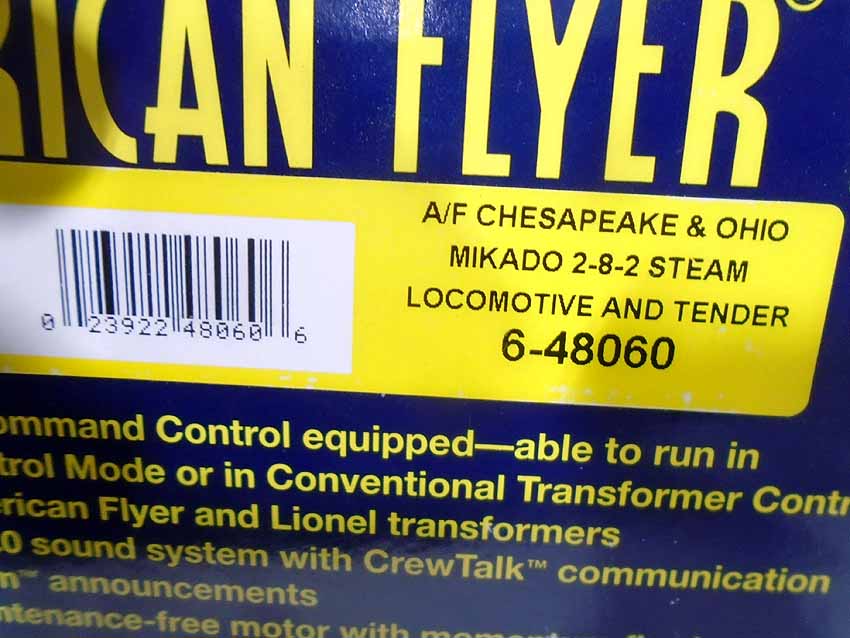 RICAN FLYER®
A/F CHESAPEAKE & OHIO
MIKADO 2-8-2 STEAM
LOCOMOTIVE AND TENDER
6-48060
0 23922 48060 6
ommand Control equipped—able to run in
trol Mode or in Conventional Transformer Contr
erican Flyer and Lionel transformers
.0 sound system with CrewTalk™ communication
m™ announcements
ntenance-free motor with